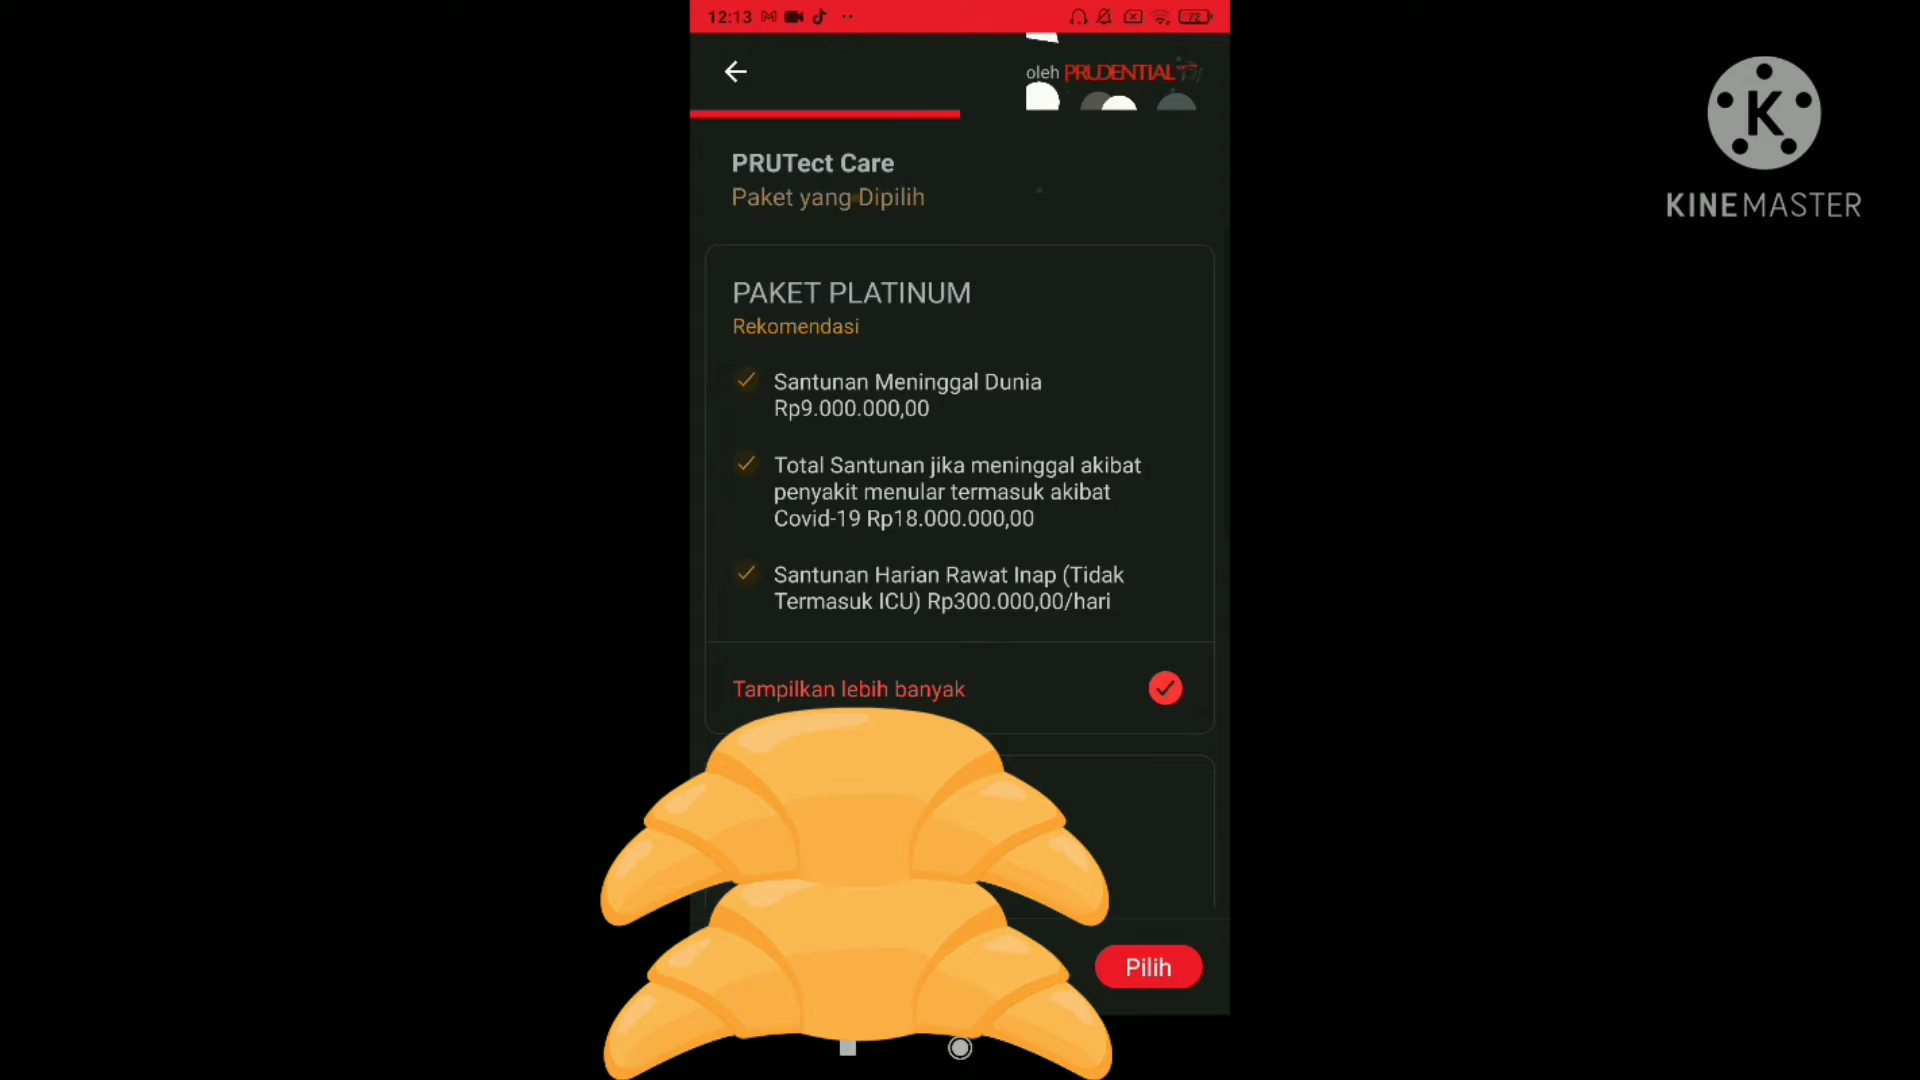 12:13
72
oleh PRUDENTIAL
K
KINEMASTER
PRUTect Care
Paket yang Dipilih
PAKET PLATINUM
Rekomendasi
Santunan Meninggal Dunia
Rp9.000.000,00
Total Santunan jika meninggal akibat
penyakit menular termasuk akibat
Covid-19 Rp18.000.000,00
Santunan Harian Rawat Inap (Tidak
Termasuk ICU) Rp300.000,00/hari
Tampilkan lebih banyak
Pilih